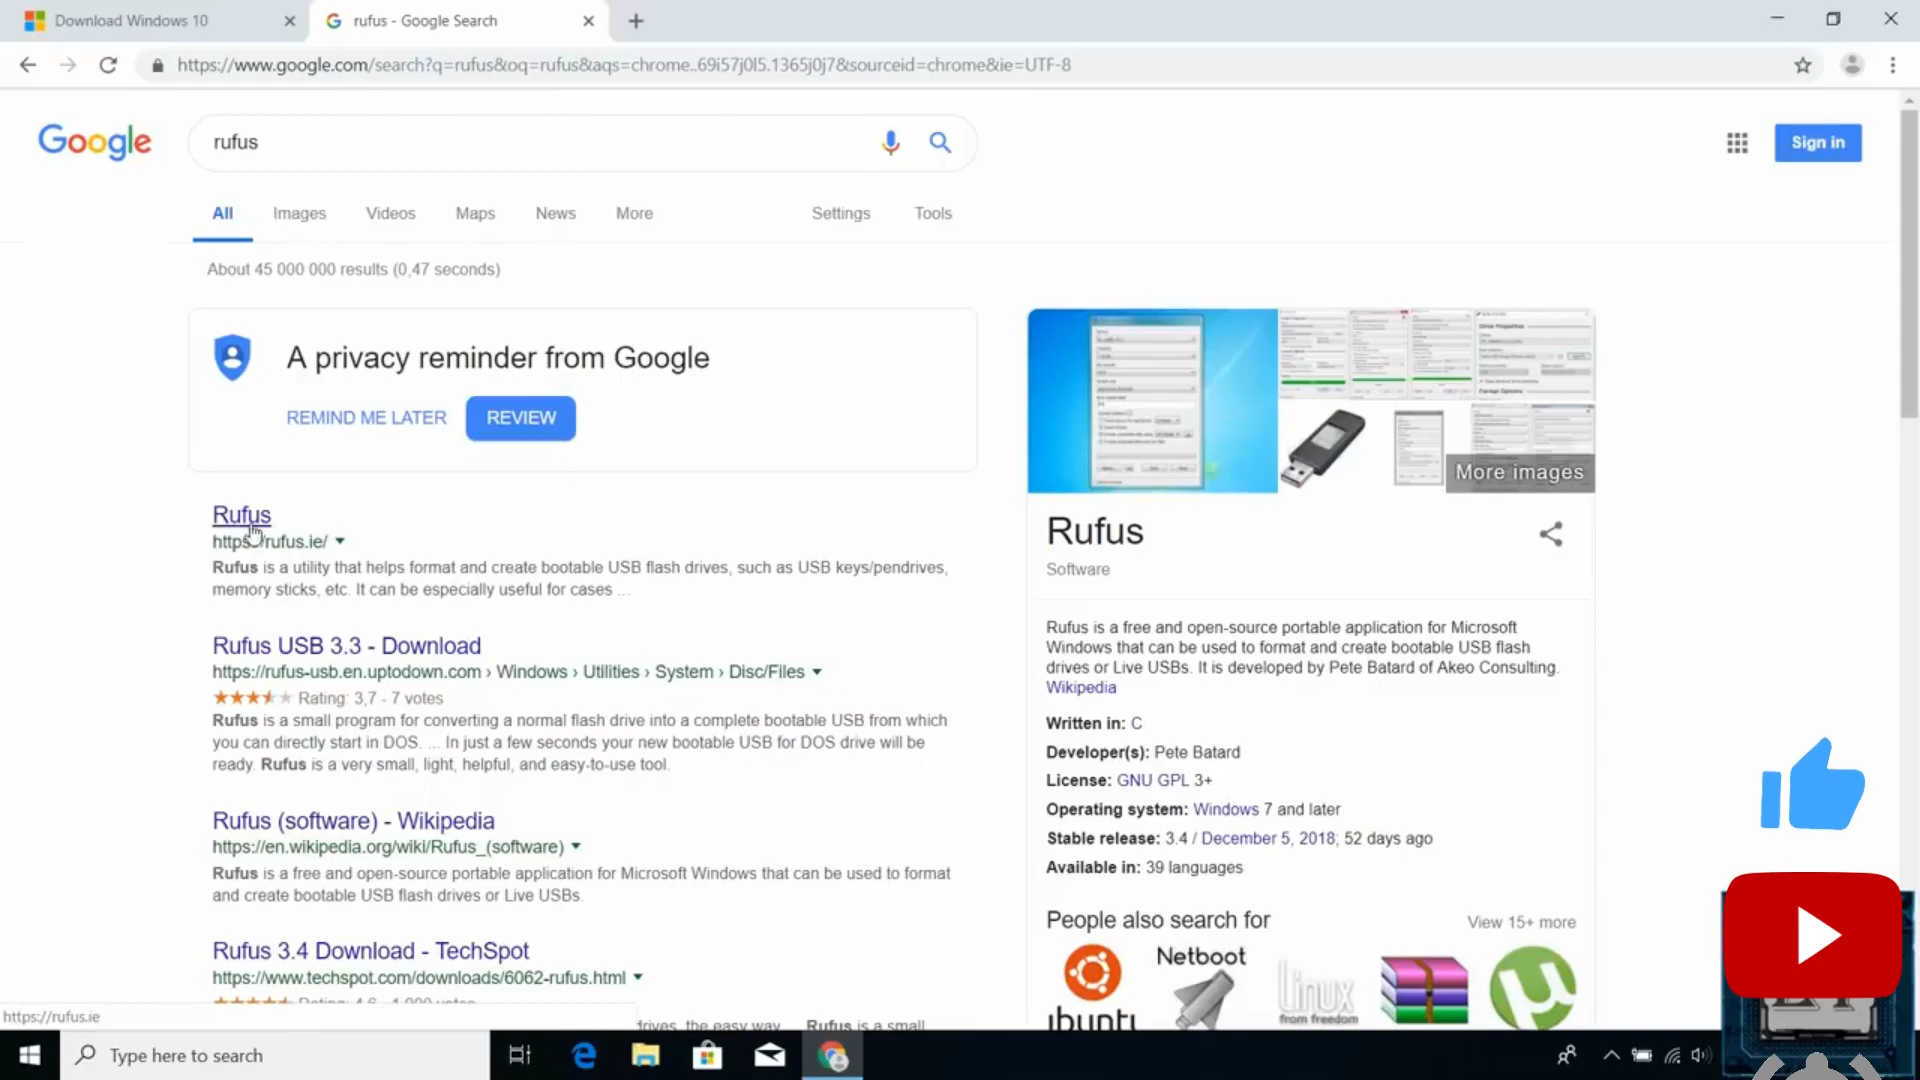 Download Windows 10
rufus - Google Search
https://www.google.com/search?q=rufus&oq=rufus&aqs=chrome..69i57j0l5.1365j0j7&sourceid=chrome&ie=UTF-8
Google
rufus
Sign in
All
Images
Videos
Maps
News
More
Settings
Tools
About 45 000 000 results (0,47 seconds)
A privacy reminder from Google
REMIND ME LATER
REVIEW
Rufus
https://rufus.ie/
Rufus is a utility that helps format and create bootable USB flash drives, such as USB keys/pendrives,
memory sticks, etc. It can be especially useful for cases ...
Rufus USB 3.3 - Download
https://rufus-usb.en.uptodown.com › Windows › Utilities › System › Disc/Files
Rating: 3,7 - 7 votes
Rufus is a small program for converting a normal flash drive into a complete bootable USB from which
you can directly start in DOS. ... In just a few seconds your new bootable USB for DOS drive will be
ready. Rufus is a very small, light, helpful, and easy-to-use tool.
Rufus (software) - Wikipedia
https://en.wikipedia.org/wiki/Rufus_(software)
Rufus is a free and open-source portable application for Microsoft Windows that can be used to format
and create bootable USB flash drives or Live USBs.
Rufus 3.4 Download - TechSpot
https://www.techspot.com/downloads/6062-rufus.html
drives, the easy way. Rufus is a small
https://rufus.ie
More images
Rufus
Software
Rufus is a free and open-source portable application for Microsoft
Windows that can be used to format and create bootable USB flash
drives or Live USBs. It is developed by Pete Batard of Akeo Consulting.
Wikipedia
Written in: C
Developer(s): Pete Batard
License: GNU GPL 3+
Operating system: Windows 7 and later
Stable release: 3.4 / December 5, 2018; 52 days ago
Available in: 39 languages
People also search for
View 15+ more
ubuntu
Netboot
linux
from freedom
Type here to search